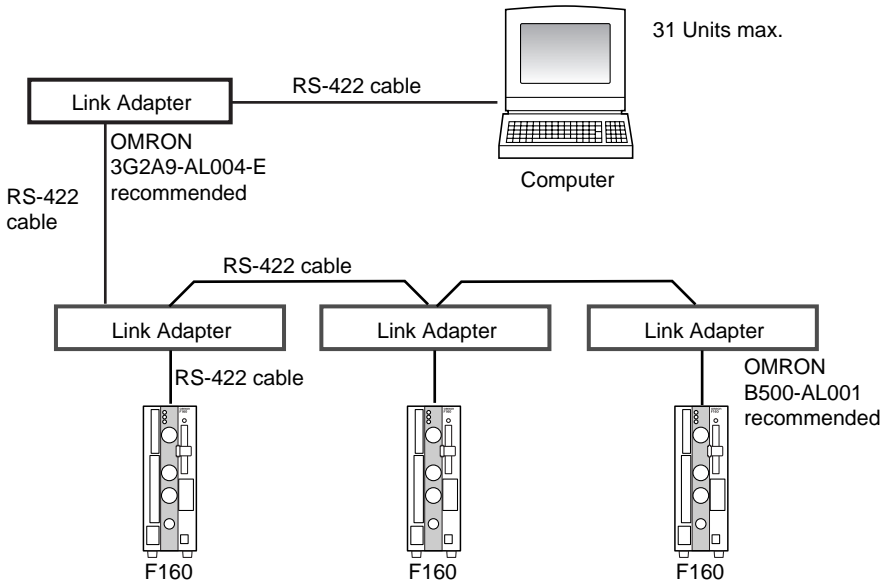 31 Units max.
RS-422 cable
Link Adapter
OMRON
3G2A9-AL004-E
recommended
Computer
RS-422
cable
RS-422 cable
Link Adapter
Link Adapter
Link Adapter
RS-422 cable
OMRON
B500-AL001
recommended
F160
F160
F160